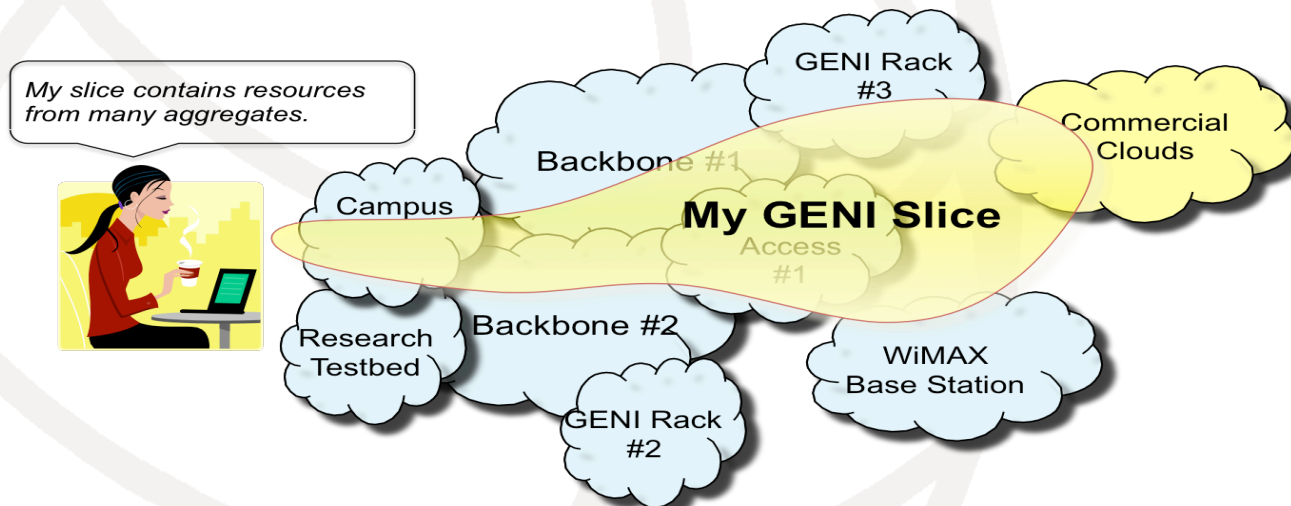 My slice contains resources
from many aggregates.
GENI Rack
#3
Commercial
Clouds
Backbone #1
Campus
My GENI Slice
Access
#1
Research
Testbed
Backbone #2
WiMAX
Base Station
GENI Rack
#2